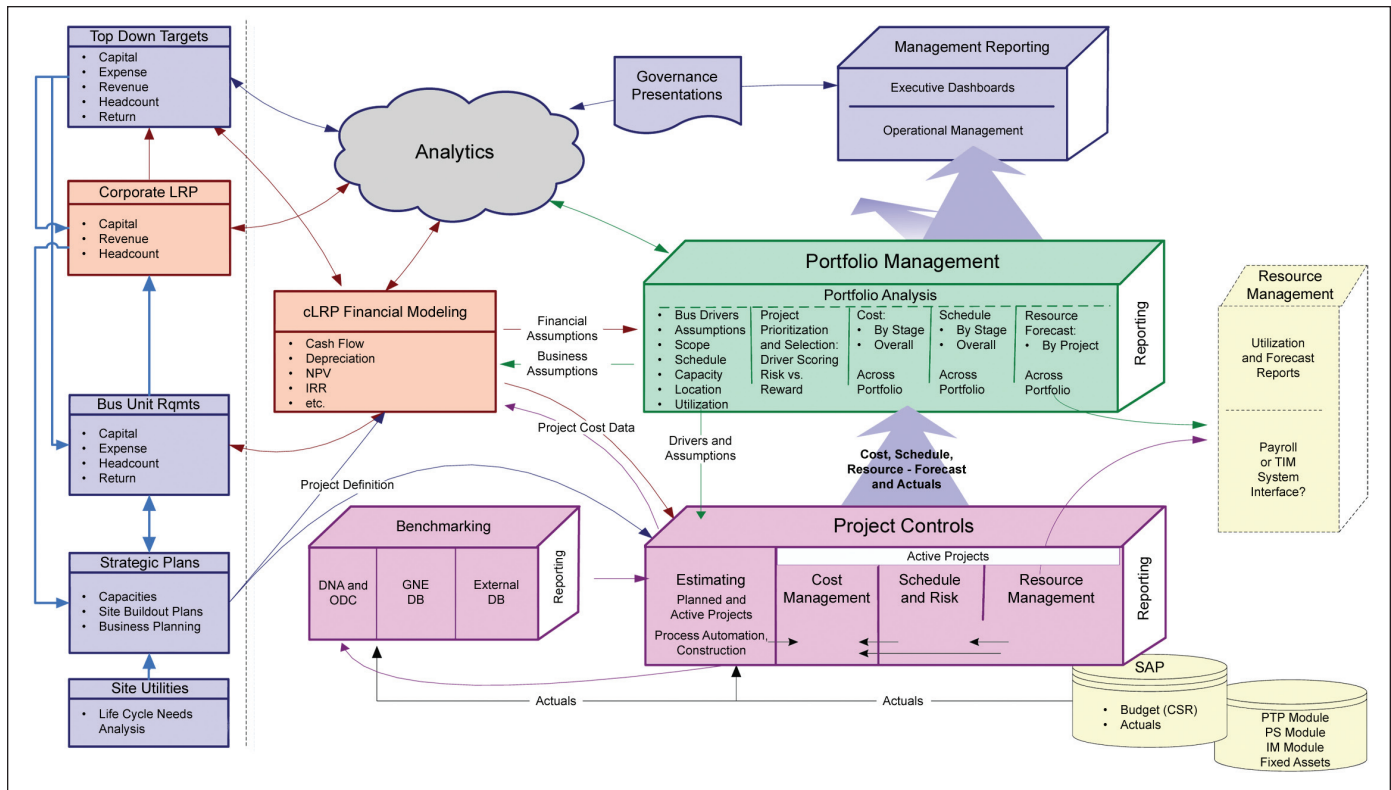 Top Down Targets
• Capital
• Expense
• Revenue
• Headcount
• Return
Corporate LRP
• Capital
• Revenue
• Headcount
Bus Unit Rqmts
• Capital
• Expense
• Headcount
• Return
Strategic Plans
• Capacities
• Site Buildout Plans
• Business Planning
Site Utilities
• Life Cycle Needs
Analysis
Analytics
Governance
Presentations
Management Reporting
Executive Dashboards
Operational Management
cLRP Financial Modeling
• Cash Flow
• Depreciation
• NPV
• IRR
• etc.
Financial
Assumptions
Business
Assumptions
Project Cost Data
Project Definition
Portfolio Management
Portfolio Analysis
• Bus Drivers
• Assumptions
• Scope
• Schedule
• Capacity
• Location
• Utilization
Project
Prioritization
and Selection:
Driver Scoring
Risk vs.
Reward
Cost:
• By Stage
• Overall
Across
Portfolio
Schedule
• By Stage
• Overall
Across
Portfolio
Resource
Forecast:
• By Project
Across
Portfolio
Reporting
Drivers and
Assumptions
Cost, Schedule,
Resource - Forecast
and Actuals
Resource
Management
Utilization
and Forecast
Reports
Payroll
or TIM
System
Interface?
Benchmarking
DNA and
ODC
GNE
DB
External
DB
Reporting
Project Controls
Active Projects
Estimating
Planned and
Active Projects
Process Automation,
Construction
Cost
Management
Schedule
and Risk
Resource
Management
Reporting
Actuals
Actuals
SAP
• Budget (CSR)
• Actuals
PTP Module
PS Module
IM Module
Fixed Assets